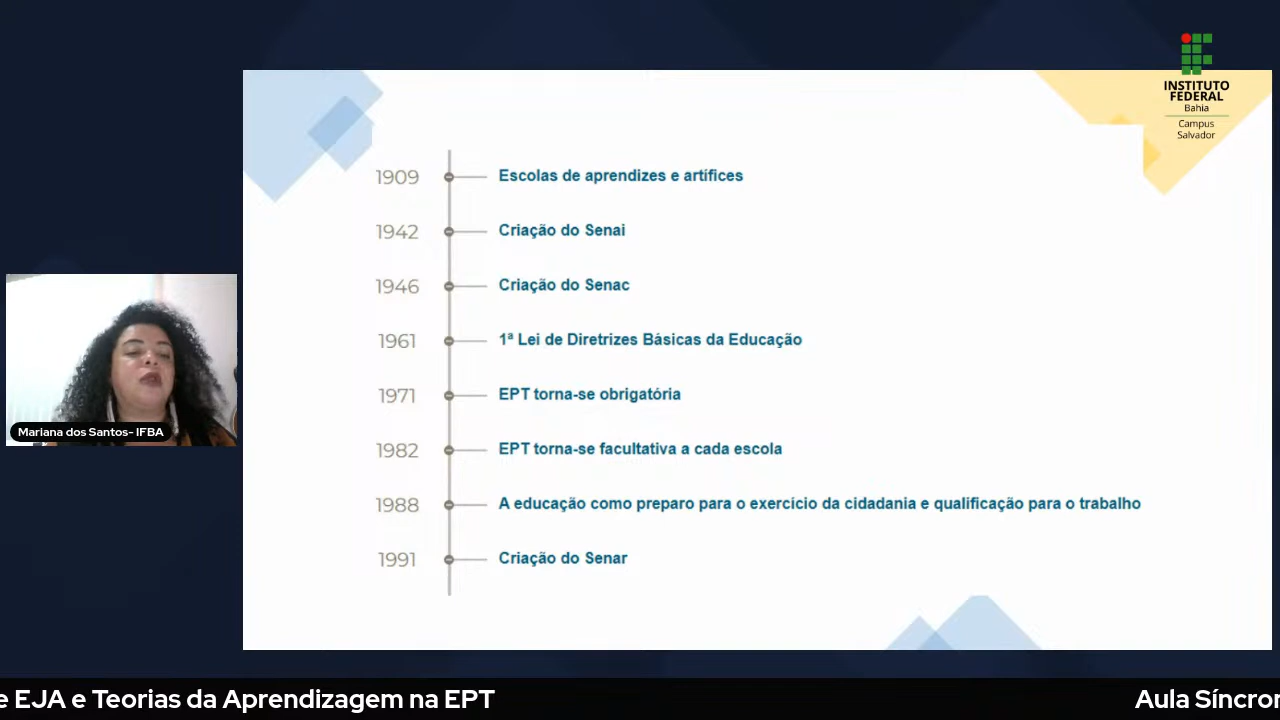 INSTITUTO
FEDERAL
Bahia
Campus
Salvador
1909 Escolas de aprendizes e artífices
1942 Criação do Senai
1946 Criação do Senac
1961 1ª Lei de Diretrizes Básicas da Educação
1971 EPT torna-se obrigatória
1982 EPT torna-se facultativa a cada escola
1988 A educação como preparo para o exercício da cidadania e qualificação para o trabalho
1991 Criação do Senar
Mariana dos Santos- IFBA
e EJA e Teorias da Aprendizagem na EPT
Aula Síncron